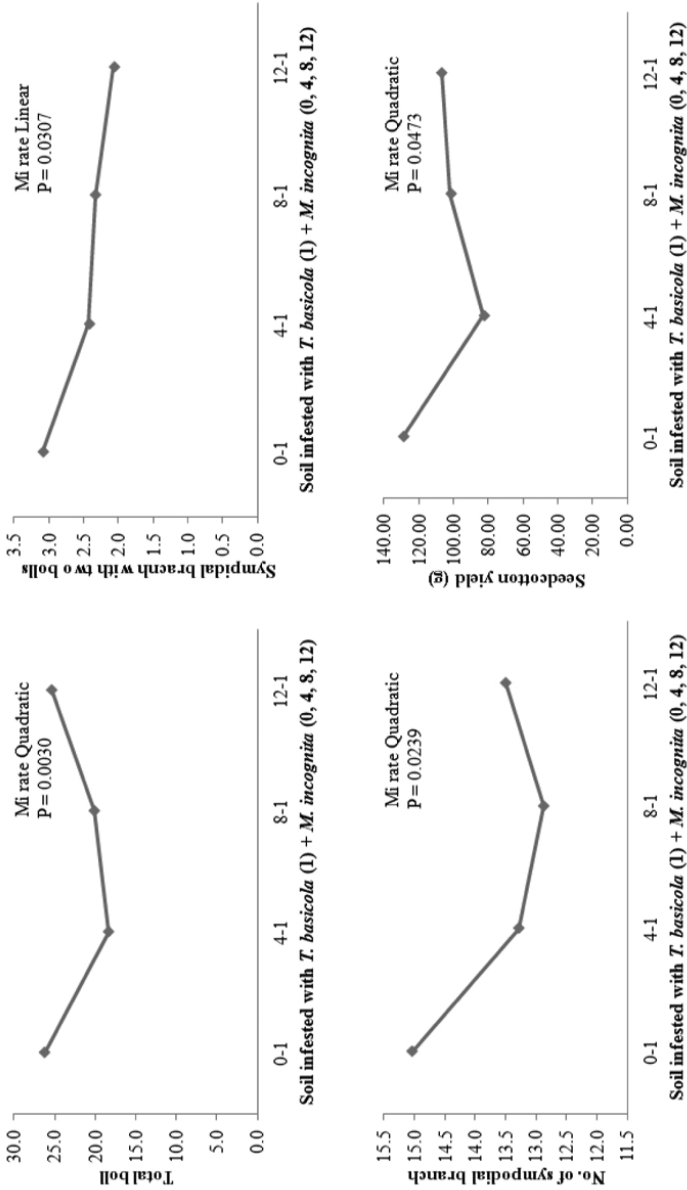 Total boll
30.0
25.0
20.0
15.0
10.0
5.0
0.0
Mi rate Quadratic
P = 0.0030
0-1 4-1 8-1 12-1
Soil infested with T. basicola (1) + M. incognita (0, 4, 8, 12)
Sympidal bracnh with two bolls
3.5
3.0
2.5
2.0
1.5
1.0
0.5
0.0
Mi rate Linear
P = 0.0307
0-1 4-1 8-1 12-1
Soil infested with T. basicola (1) + M. incognita (0, 4, 8, 12)
No. of sympodial branch
15.5
15.0
14.5
14.0
13.5
13.0
12.5
12.0
11.5
Mi rate Quadratic
P = 0.0239
0-1 4-1 8-1 12-1
Soil infested with T. basicola (1) + M. incognita (0, 4, 8, 12)
Seedcotton yield (g)
140.00
120.00
100.00
80.00
60.00
40.00
20.00
0.00
Mi rate Quadratic
P = 0.0473
0-1 4-1 8-1 12-1
Soil infested with T. basicola (1) + M. incognita (0, 4, 8, 12)